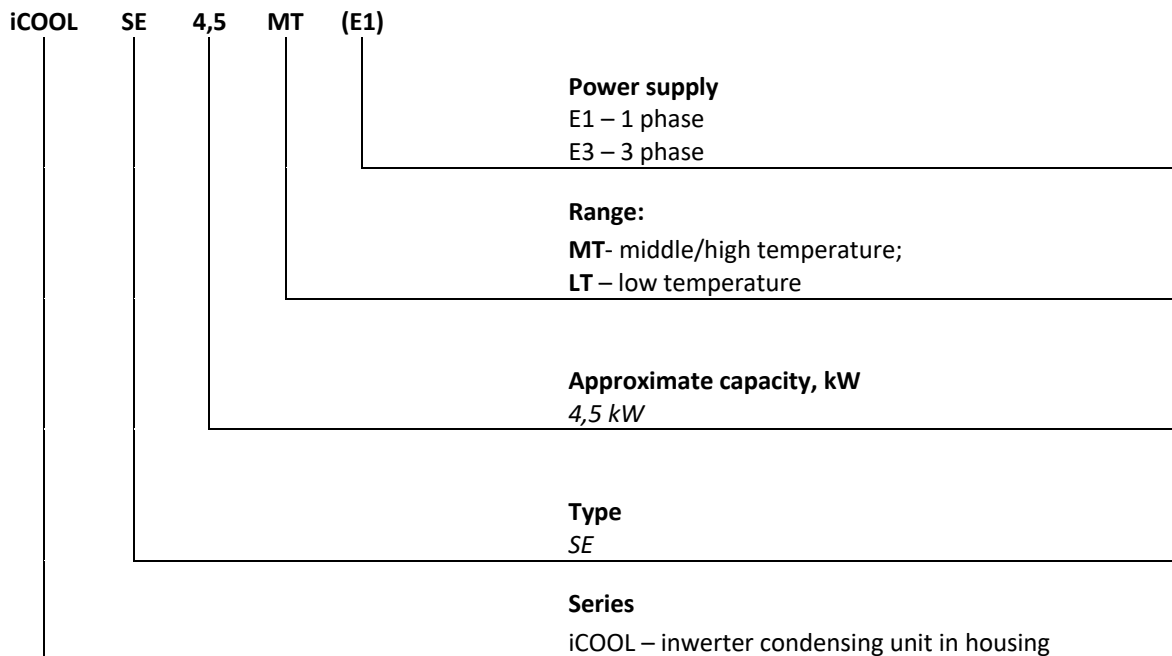 iCOOL SE 4,5 MT (E1)
Power supply
E1 – 1 phase
E3 – 3 phase
Range:
MT- middle/high temperature;
LT – low temperature
Approximate capacity, kW
4,5 kW
Type
SE
Series
iCOOL – inwerter condensing unit in housing